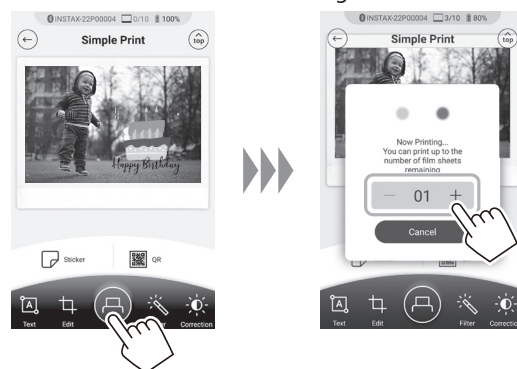 INSTAX-22P00004 0/10 100%
Simple Print
top
Happy Birthday
Sticker
QR
Text
Edit
Correction
INSTAX-22P00004 3/10 80%
Simple Print
top
Now Printing...
You can print up to the
number of film sheets
remaining
— 01 +
Cancel
Text
Edit
Filter
Correction